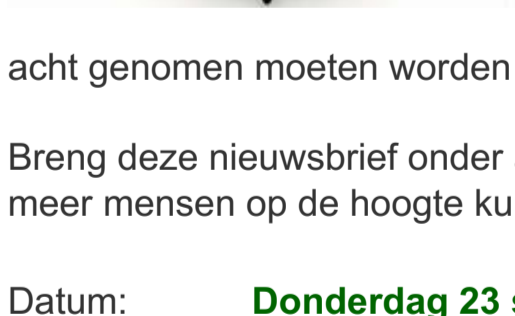 acht genomen moeten worden
Breng deze nieuwsbrief onder
meer mensen op de hoogte ku
Datum: Donderdag 23 s